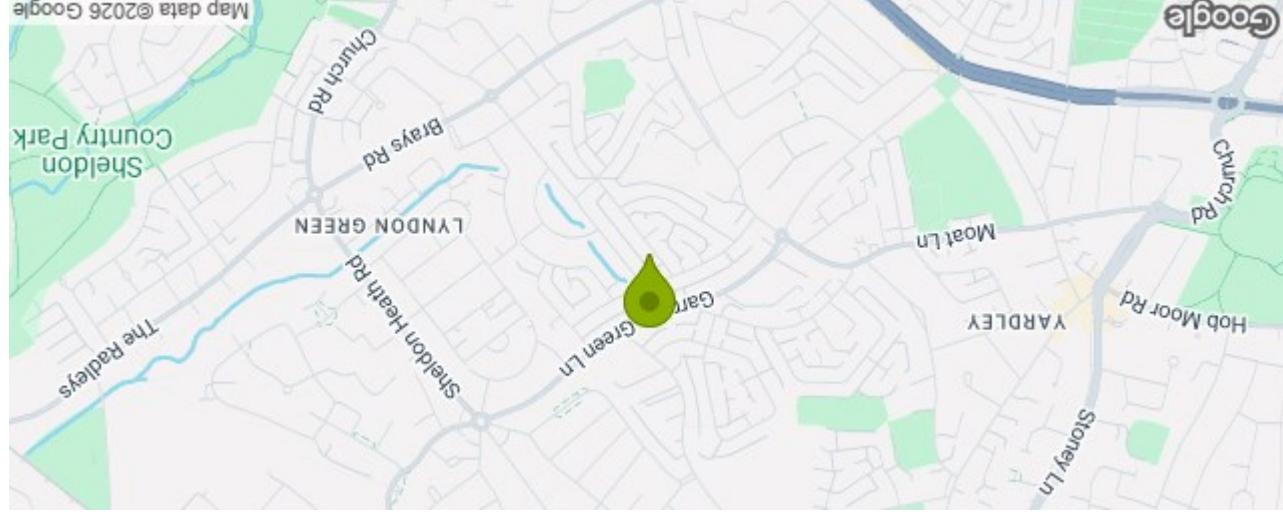 Stoney Ln
Green Ln
Sheldon Heath Rd
The Radleys
Hob Moor Rd
YARDLEY
Moat Ln
LYNDON GREEN
Church Rd
Sheldon
Country Park
Brays Rd
Church Rd
Google
Map data ©2026 Google